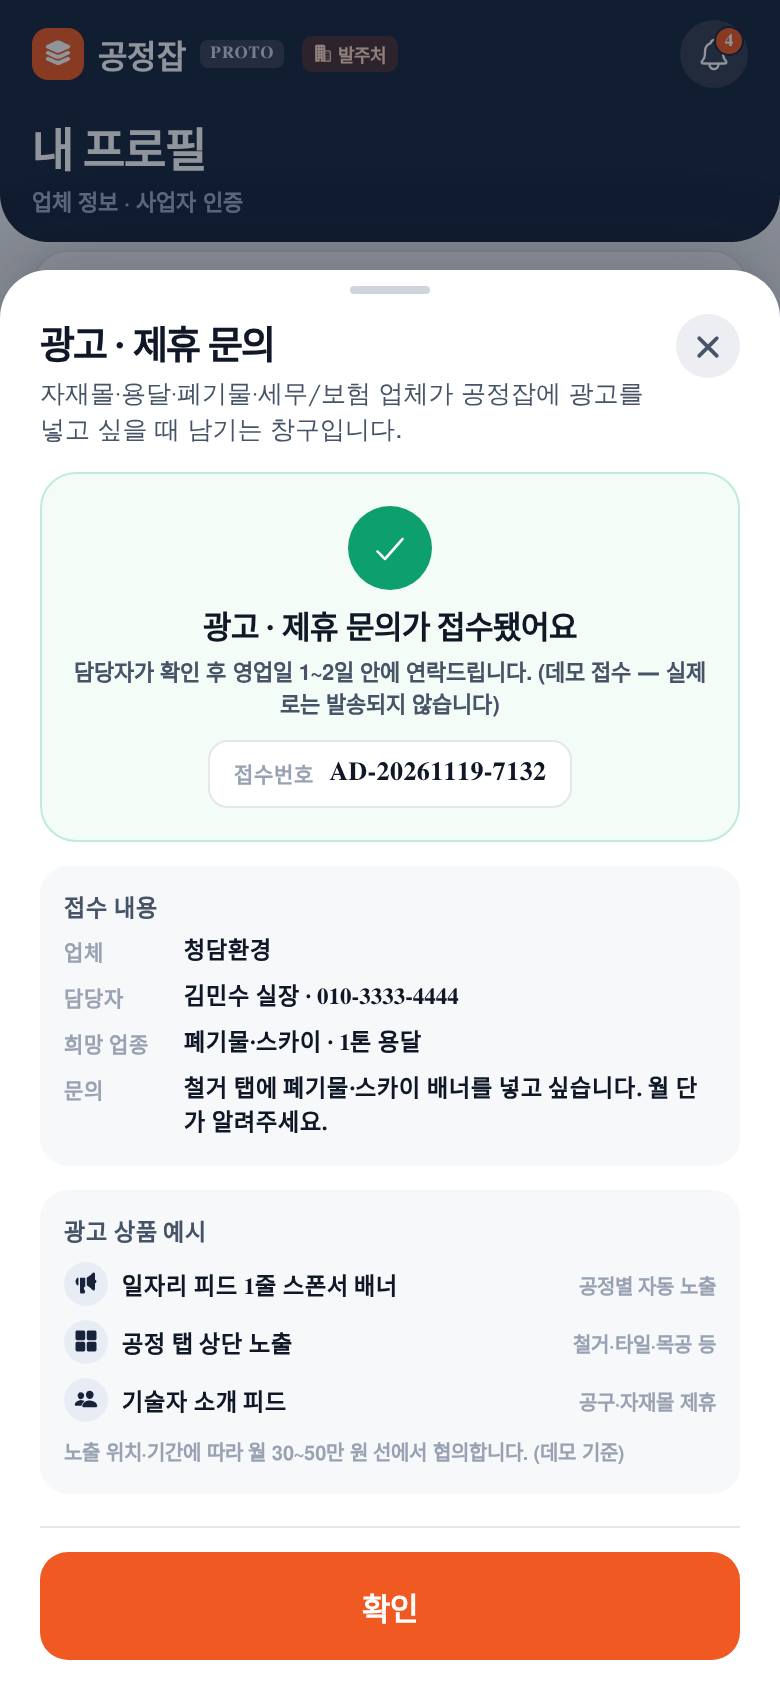 공정잡 PROTO 발주처 4
내 프로필
업체 정보 · 사업자 인증
광고 · 제휴 문의
자재몰·용달·폐기물·세무/보험 업체가 공정잡에 광고를
넣고 싶을 때 남기는 창구입니다.
광고 · 제휴 문의가 접수됐어요
담당자가 확인 후 영업일 1~2일 안에 연락드립니다. (데모 접수 — 실제
로는 발송되지 않습니다)
접수번호 AD-20261119-7132
접수 내용
업체 청담환경
담당자 김민수 실장 · 010-3333-4444
희망 업종 폐기물·스카이 · 1톤 용달
문의 철거 탭에 폐기물·스카이 배너를 넣고 싶습니다. 월 단
가 알려주세요.
광고 상품 예시
일자리 피드 1줄 스폰서 배너 공정별 자동 노출
공정 탭 상단 노출 철거·타일·목공 등
기술자 소개 피드 공구·자재몰 제휴
노출 위치·기간에 따라 월 30~50만 원 선에서 협의합니다. (데모 기준)
확인